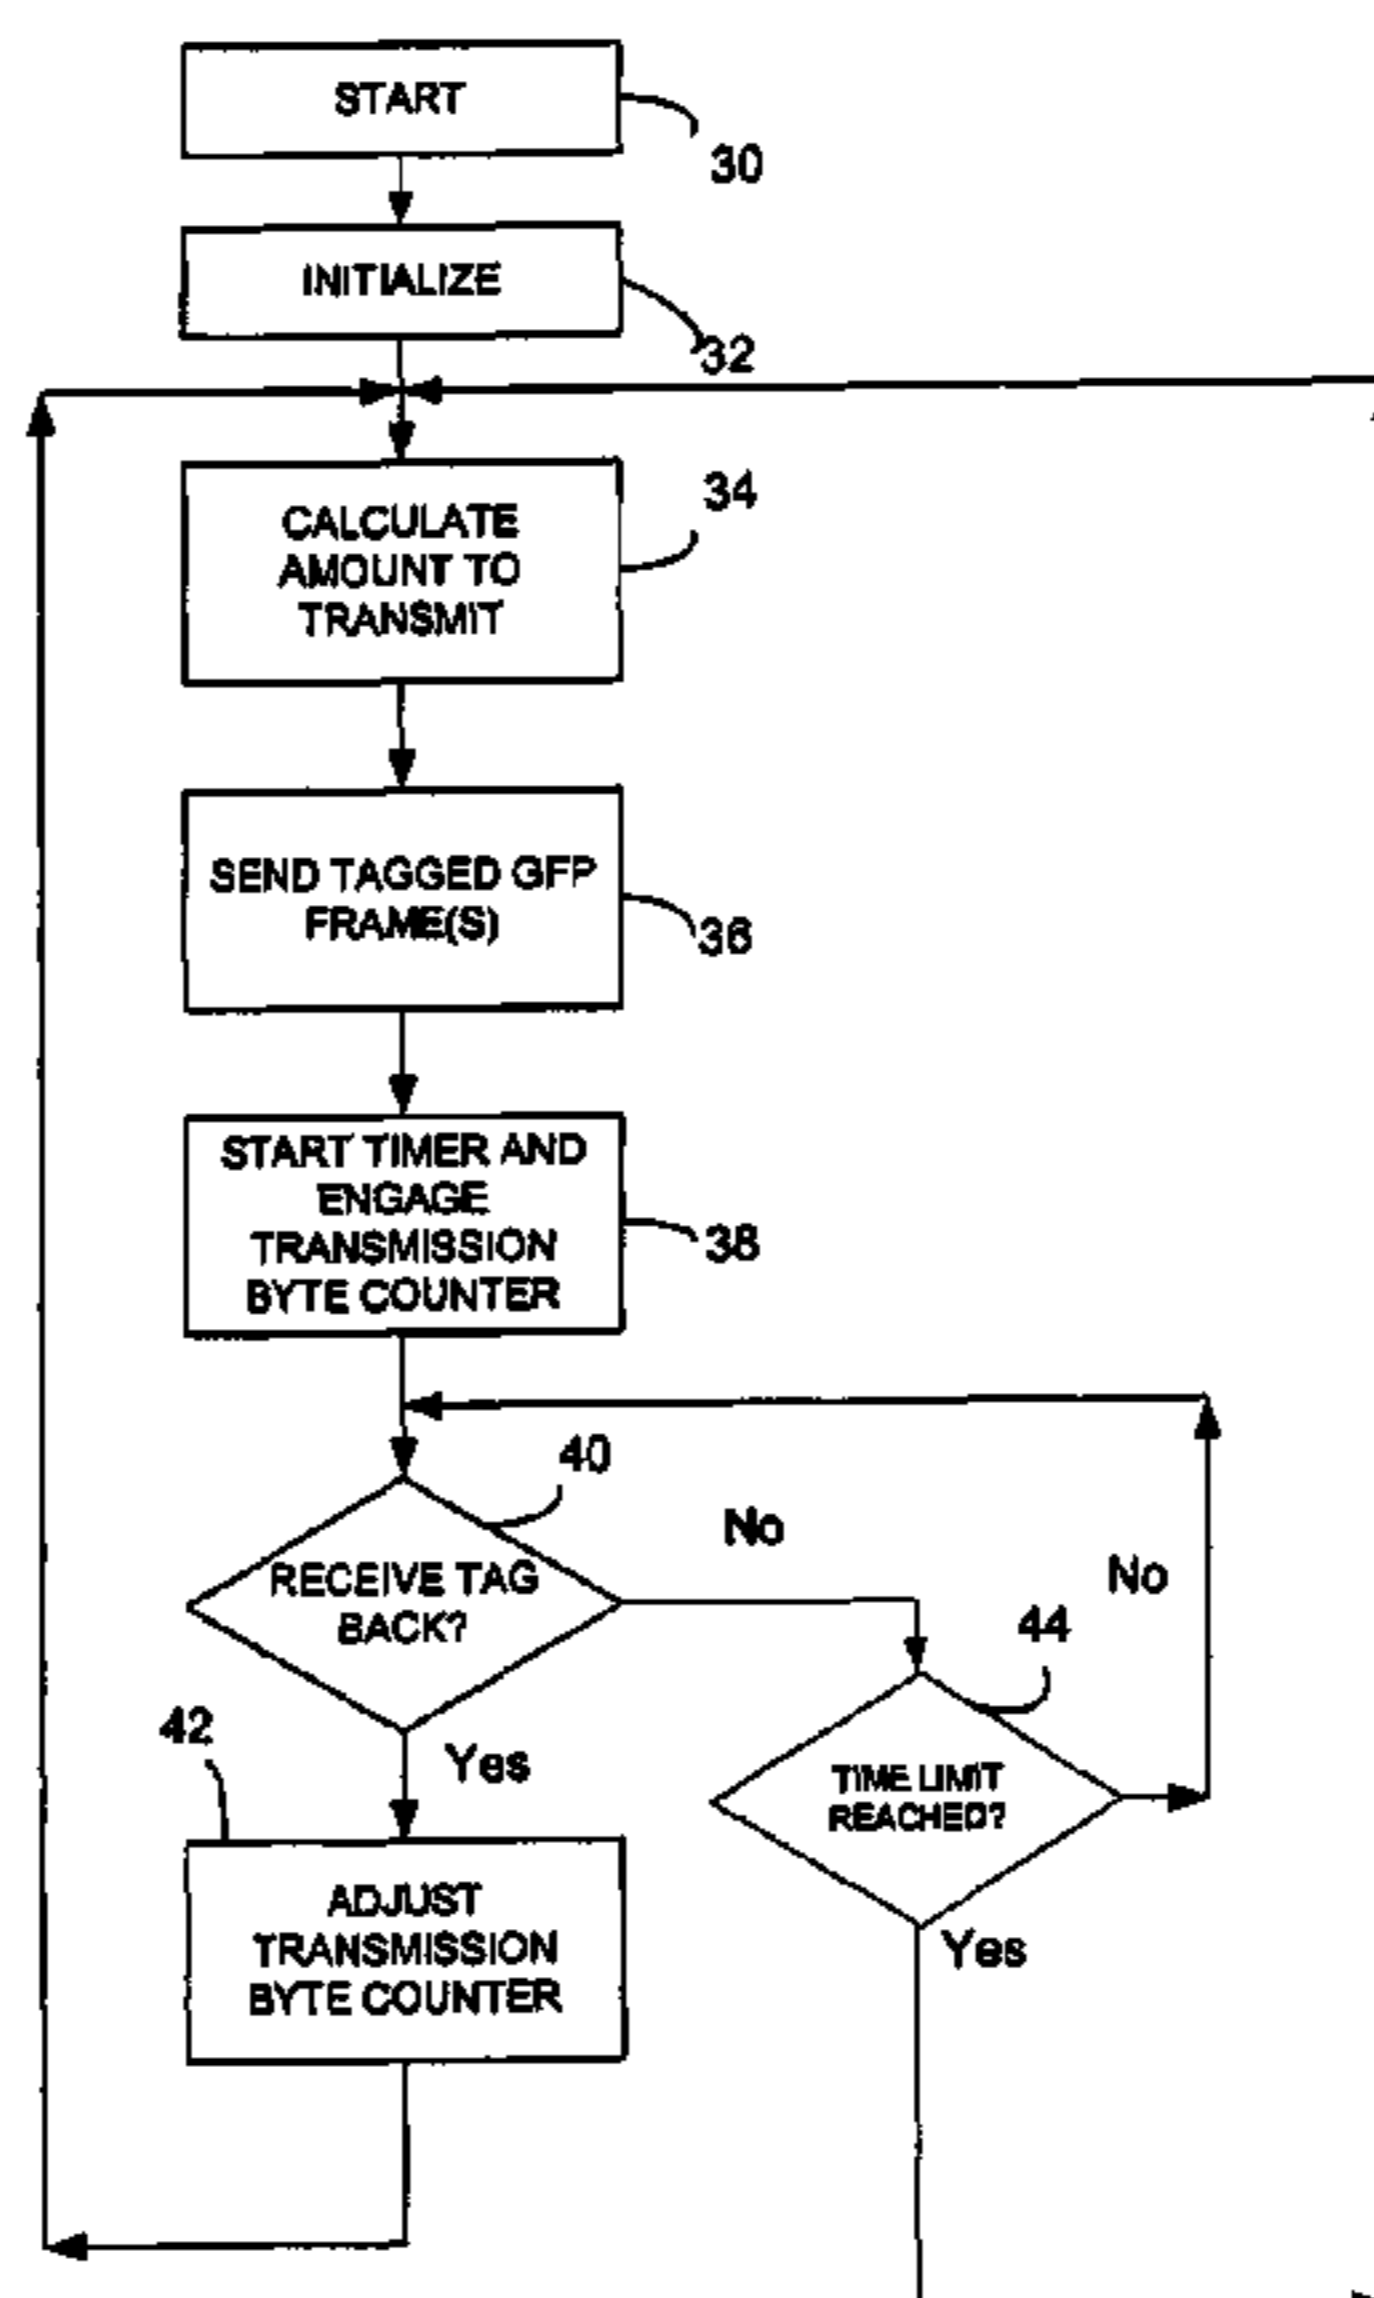 START
30
INITIALIZE
32
34
CALCULATE
AMOUNT TO
TRANSMIT
SEND TAGGED GFP
FRAME(S)
36
START TIMER AND
ENGAGE
TRANSMISSION
BYTE COUNTER
38
40
No
No
RECEIVE TAG
BACK?
44
42
Yes
TIME LIMIT
REACHED?
ADJUST
TRANSMISSION
BYTE COUNTER
Yes